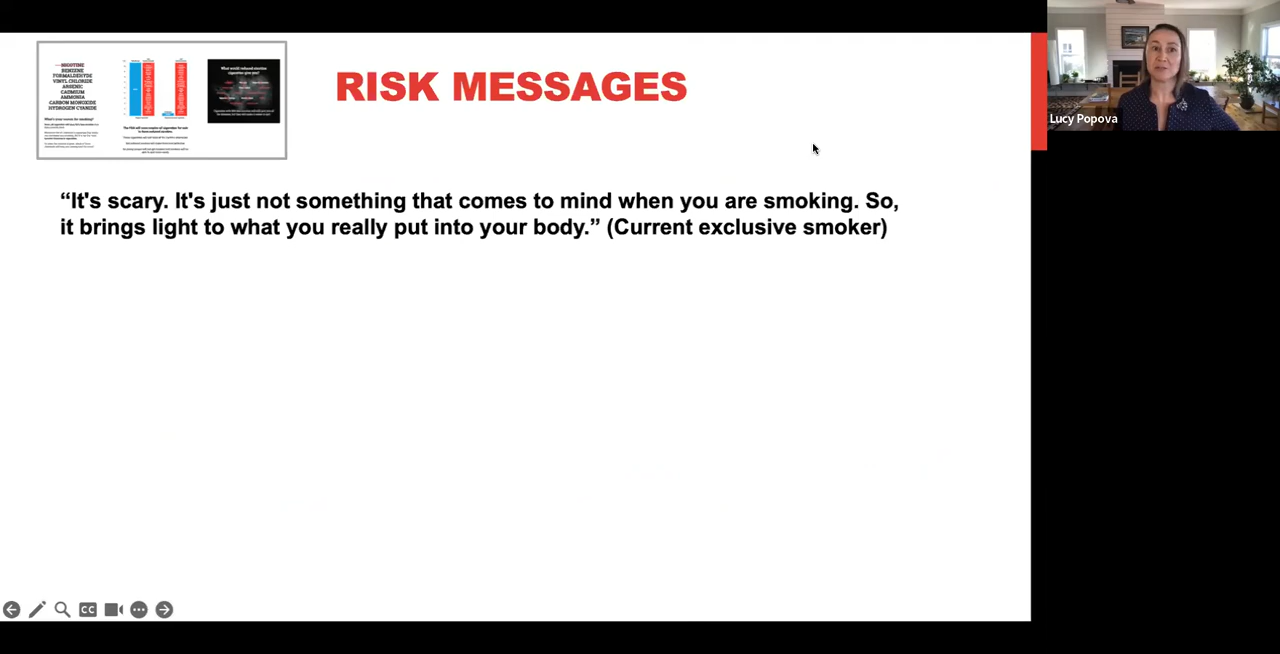 NICOTINE
BENZINE
FORMALDEHYDE
VINYL CHLORIDE
ARSENIC
CADMIUM
AMMONIA
CARBON MONOXIDE
HYDROGEN CYANIDE
RISK MESSAGES
Lucy Popova
“It's scary. It's just not something that comes to mind when you are smoking. So,
it brings light to what you really put into your body.” (Current exclusive smoker)
CC